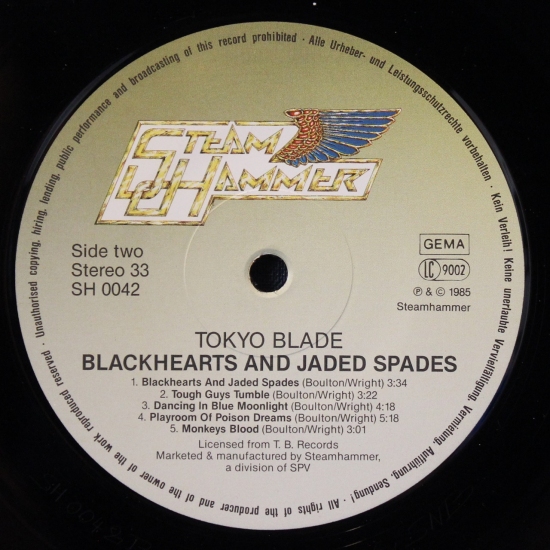 Unauthorised copying, hiring, lending, public performance and broadcasting of this record prohibited · Alle Urheber- und Leistungsschutzrechte vorbehalten · Kein Verleih! Keine unerlaubte Vervielfältigung, Vermietung, Aufführung, Sendung! · All rights of the producer and of the owner of the work reproduced reserved ·
STEAM
HAMMER
Side two
Stereo 33
SH 0042
GEMA
LC 9002
℗ & © 1985
Steamhammer
TOKYO BLADE
BLACKHEARTS AND JADED SPADES
1. Blackhearts And Jaded Spades (Boulton/Wright) 3:34
2. Tough Guys Tumble (Boulton/Wright) 3:22
3. Dancing In Blue Moonlight (Boulton/Wright) 4:18
4. Playroom Of Poison Dreams (Boulton/Wright) 5:18
5. Monkeys Blood (Boulton/Wright) 3:01
Licensed from T. B. Records
Marketed & manufactured by Steamhammer,
a division of SPV